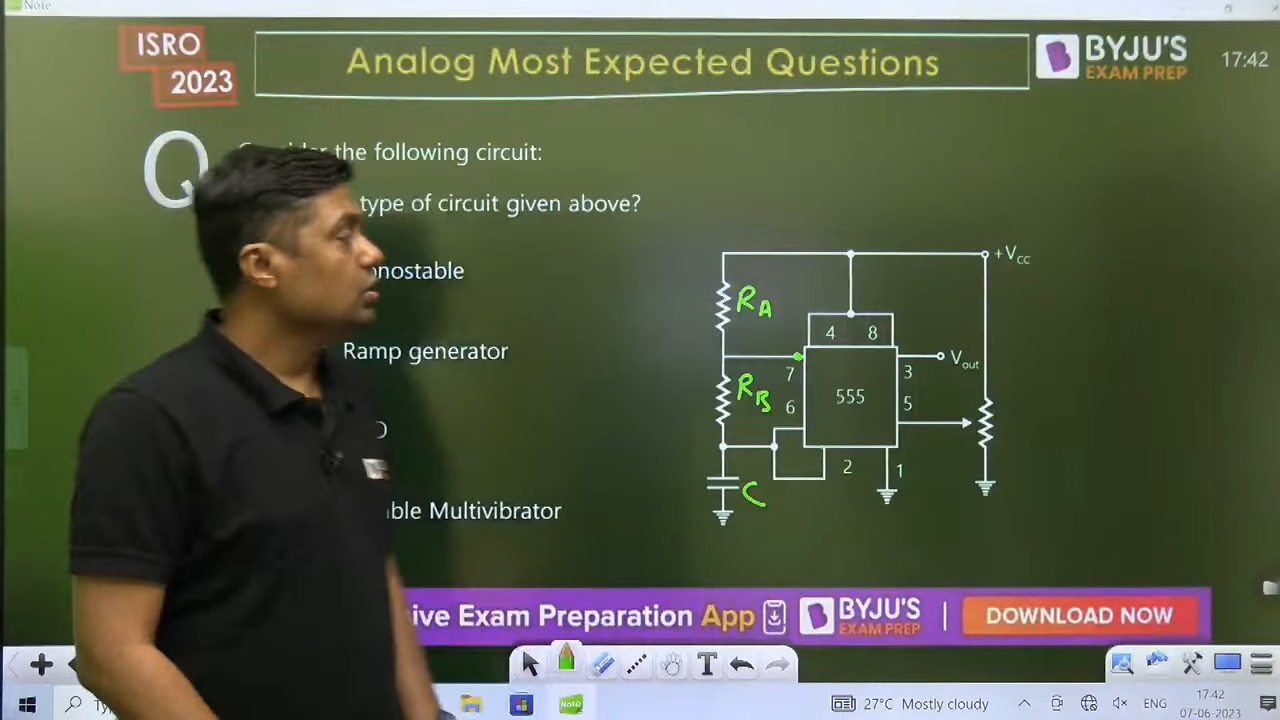 Note
ISRO
2023
Analog Most Expected Questions
BYJU'S
EXAM PREP
17:42
Q
the following circuit:
type of circuit given above?
Ramp generator
Multivibrator
+VCC
RA
4 8
7
3
Vout
RB
6
555
5
2
1
C
Exam Preparation App
BYJU'S
EXAM PREP
DOWNLOAD NOW
T
27°C Mostly cloudy
ENG
17:42
07-06-2023